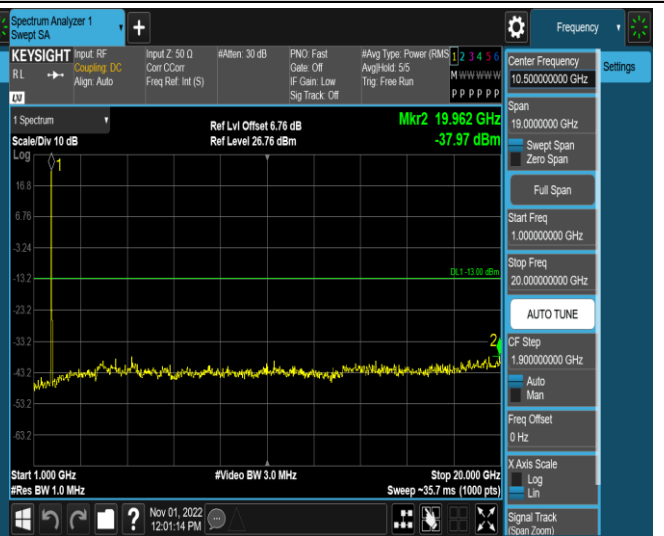 Spectrum Analyzer 1
Swept SA
+
Frequency
Settings
KEYSIGHT
RL
LXI
Input: RF
Coupling: DC
Align: Auto
Input Z: 50 Ω
Corr CCorr
Freq Ref: Int (S)
#Atten: 30 dB
PNO: Fast
Gate: Off
IF Gain: Low
Sig Track: Off
#Avg Type: Power (RMS
Avg|Hold: 5/5
Trig: Free Run
1 2 3 4 5 6
M W W W W W
P P P P P P
1 Spectrum
Scale/Div 10 dB
Log
Ref Lvl Offset 6.76 dB
Ref Level 26.76 dBm
Mkr2 19.962 GHz
-37.97 dBm
1
16.8
6.76
-3.24
-13.2
DL1 -13.00 dBm
-23.2
-33.2
2
-43.2
-53.2
-63.2
Start 1.000 GHz
#Res BW 1.0 MHz
#Video BW 3.0 MHz
Stop 20.000 GHz
Sweep ~35.7 ms (1000 pts)
Nov 01, 2022
12:01:14 PM
?
Center Frequency
10.500000000 GHz
Span
19.0000000 GHz
Swept Span
Zero Span
Full Span
Start Freq
1.000000000 GHz
Stop Freq
20.000000000 GHz
AUTO TUNE
CF Step
1.900000000 GHz
Auto
Man
Freq Offset
0 Hz
X Axis Scale
Log
Lin
Signal Track
(Span Zoom)